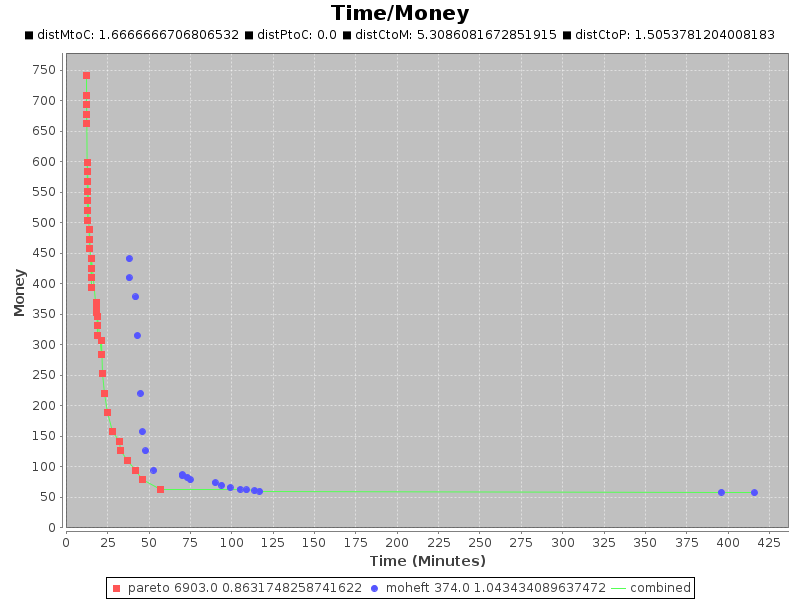 Time/Money
distMtoC: 1.6666666706806532 distPtoC: 0.0 distCtoM: 5.3086081672851915 distCtoP: 1.5053781204008183
750
700
650
600
550
500
450
400
350
300
250
200
150
100
50
0
Money
0 25 50 75 100 125 150 175 200 225 250 275 300 325 350 375 400 425
Time (Minutes)
pareto 6903.0 0.8631748258741622 moheft 374.0 1.043434089637472 combined